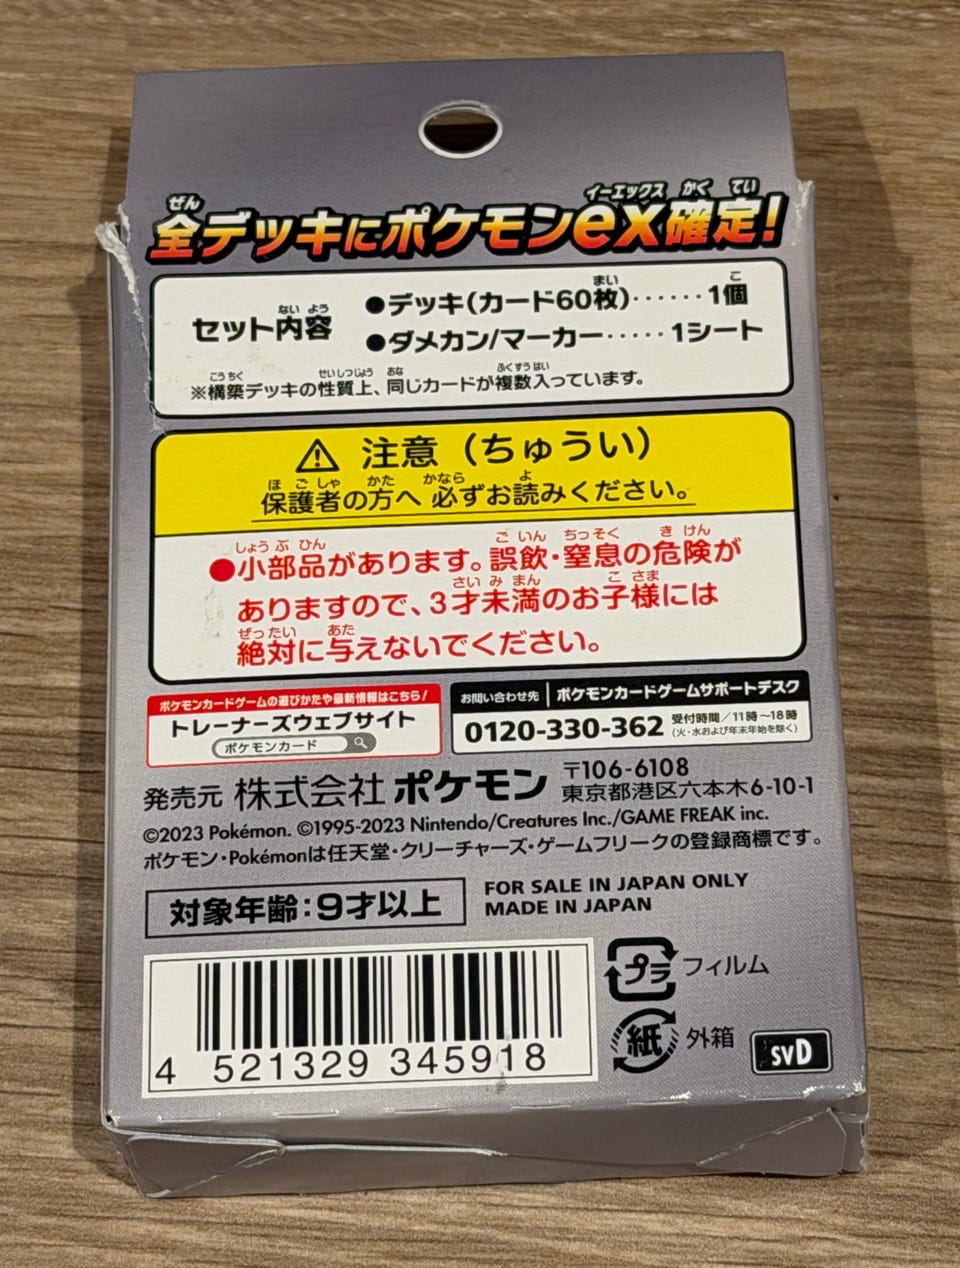 全デッキにポケモンex確定!
セット内容
●デッキ(カード60枚)‥‥‥1個
●ダメカン/マーカー‥‥‥1シート
※構築デッキの性質上、同じカードが複数入っています。
⚠ 注意(ちゅうい)
保護者の方へ 必ずお読みください。
●小部品があります。誤飲・窒息の危険が
ありますので、3才未満のお子様には
絶対に与えないでください。
ポケモンカードゲームの遊びかたや最新情報はこちら!
トレーナーズウェブサイト
ポケモンカード
お問い合わせ先 | ポケモンカードゲームサポートデスク
0120-330-362 受付時間/11時~18時
(火・水および年末年始を除く)
発売元 株式会社 ポケモン 〒106-6108
東京都港区六本木6-10-1
©2023 Pokémon. ©1995-2023 Nintendo/Creatures Inc./GAME FREAK inc.
ポケモン・Pokémonは任天堂・クリーチャーズ・ゲームフリークの登録商標です。
対象年齢:9才以上
FOR SALE IN JAPAN ONLY
MADE IN JAPAN
プラ フィルム
紙 外箱
svD
4 521329 345918